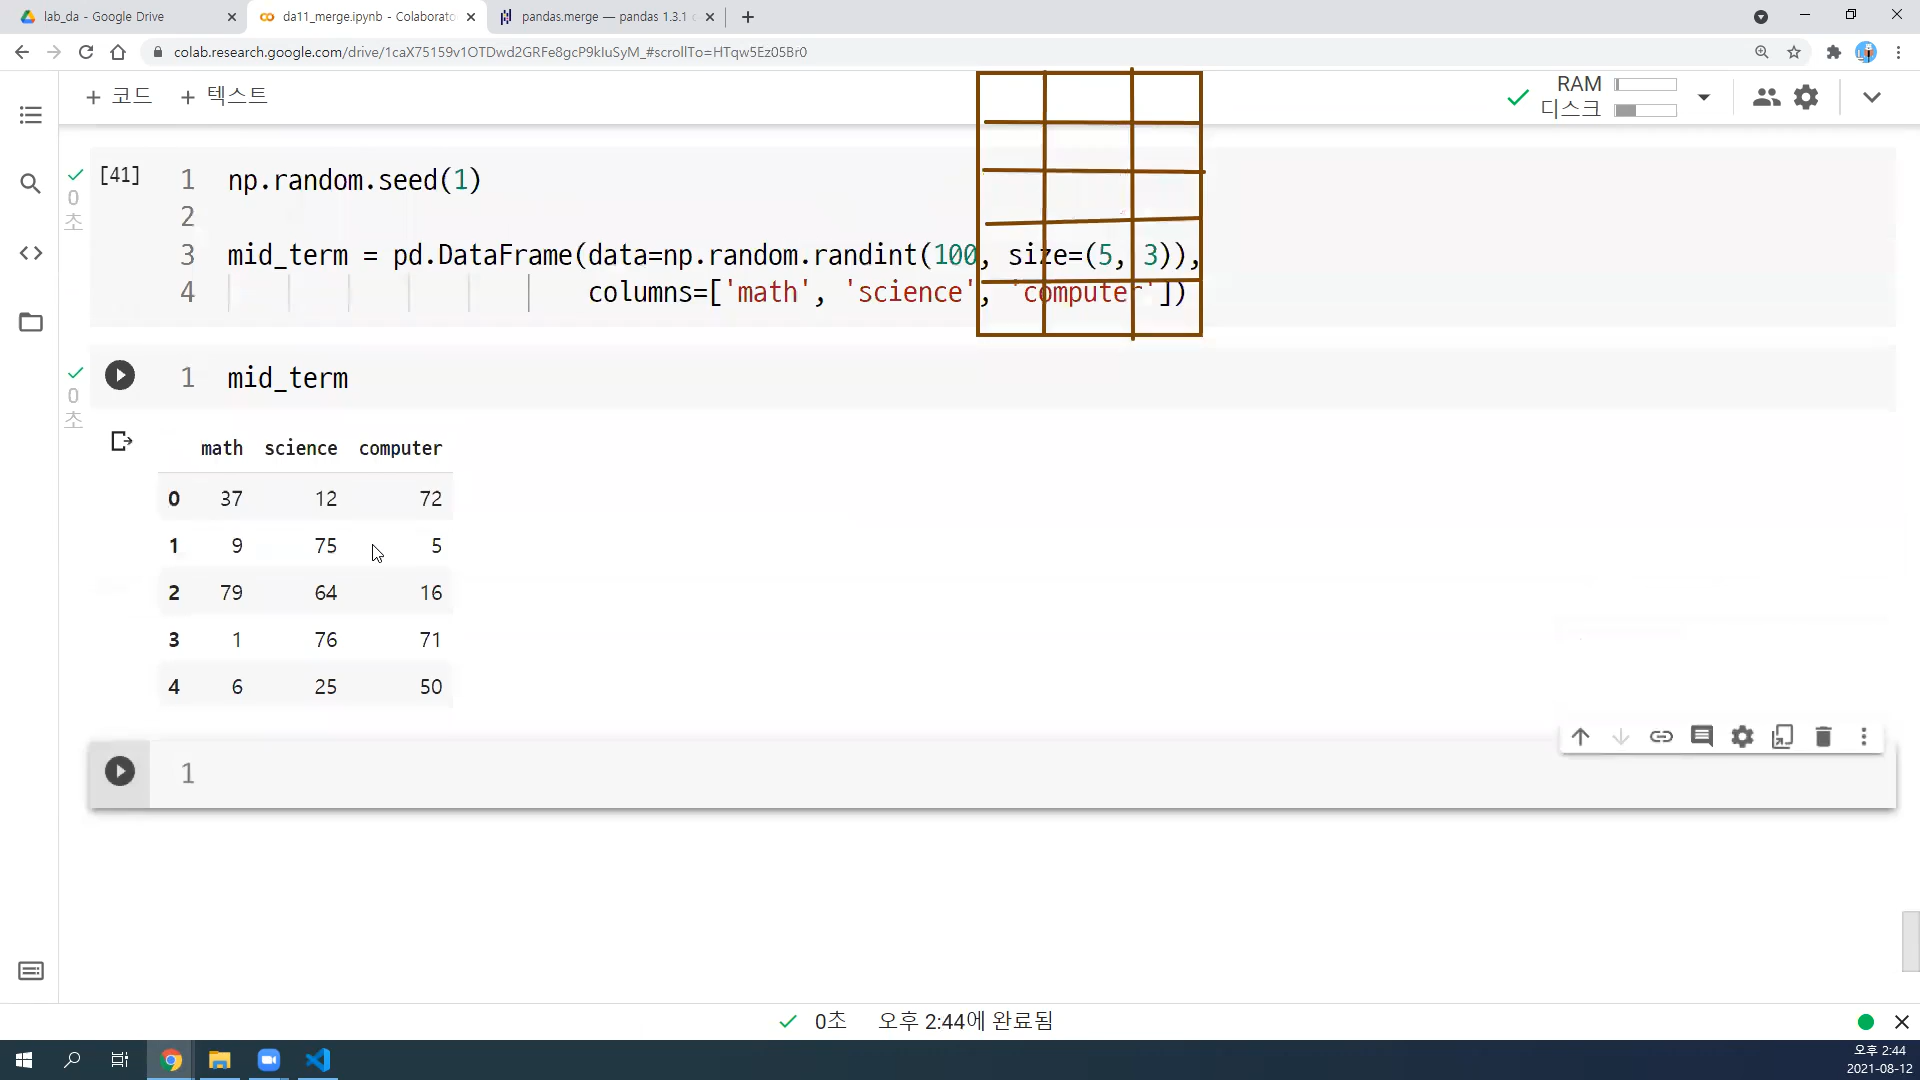 lab_da - Google Drive
da11_merge.ipynb - Colaborato
pandas.merge — pandas 1.3.1
colab.research.google.com/drive/1caX75159v1OTDwd2GRFe8gcP9kIuSyM_#scrollTo=HTqw5Ez05Br0
+ 코드 + 텍스트
RAM
디스크
[41]
0
초
1 np.random.seed(1)
2
3 mid_term = pd.DataFrame(data=np.random.randint(100, size=(5, 3)),
4 columns=['math', 'science', 'computer'])
0
초
1 mid_term
math science computer
0 37 12 72
1 9 75 5
2 79 64 16
3 1 76 71
4 6 25 50
1
0초 오후 2:44에 완료됨
오후 2:44
2021-08-12